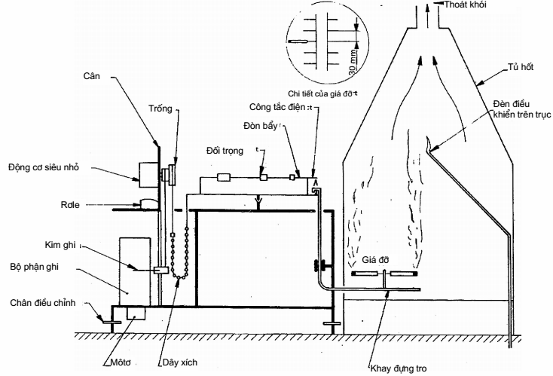 Thoát khói
Tủ hốt
30 mm
Chi tiết của giá đỡ
Cân
Trống
Công tắc điện
Đòn bẩy
Đèn điều
khiển trên trục
Đối trọng
Động cơ siêu nhỏ
Rơle
Kim ghi
Bộ phận ghi
Giá đỡ
Chân điều chỉnh
Môtơ
Dây xích
Khay đựng tro